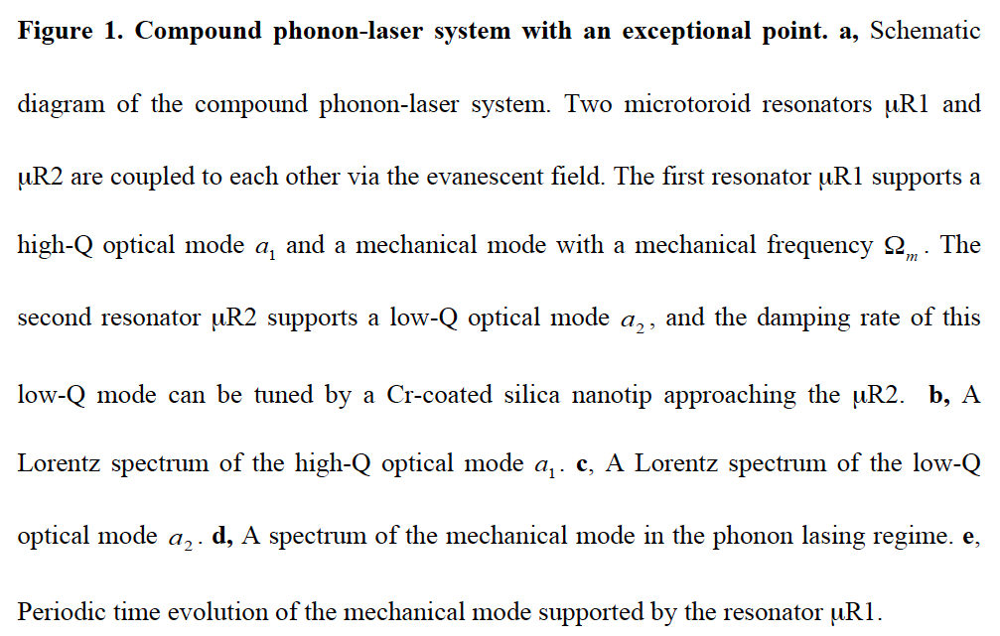 Figure 1. Compound phonon-laser system with an exceptional point. a, Schematic
diagram of the compound phonon-laser system. Two microtoroid resonators μR1 and
μR2 are coupled to each other via the evanescent field. The first resonator μR1 supports a
high-Q optical mode a₁ and a mechanical mode with a mechanical frequency Ωₘ. The
second resonator μR2 supports a low-Q optical mode a₂, and the damping rate of this
low-Q mode can be tuned by a Cr-coated silica nanotip approaching the μR2. b, A
Lorentz spectrum of the high-Q optical mode a₁. c, A Lorentz spectrum of the low-Q
optical mode a₂. d, A spectrum of the mechanical mode in the phonon lasing regime. e,
Periodic time evolution of the mechanical mode supported by the resonator μR1.